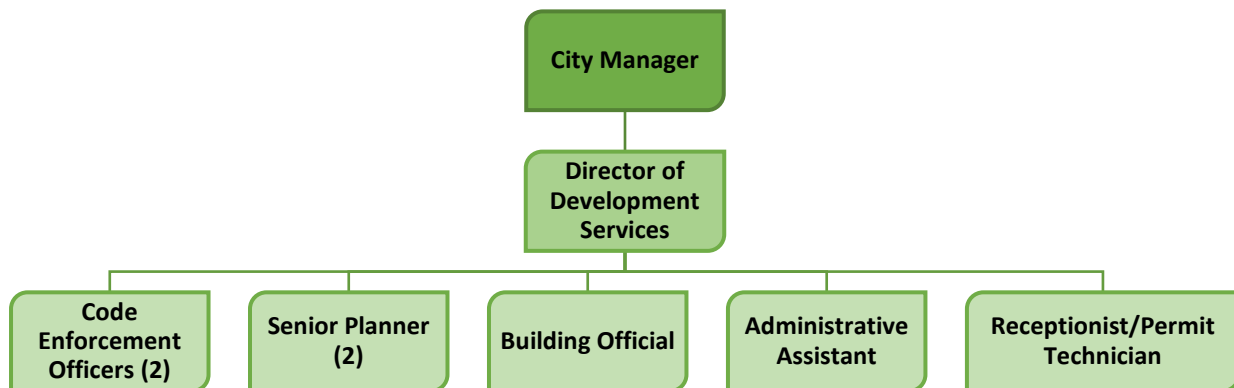 City Manager
Director of
Development
Services
Code
Enforcement
Officers (2)
Senior Planner
(2)
Building Official
Administrative
Assistant
Receptionist/Permit
Technician